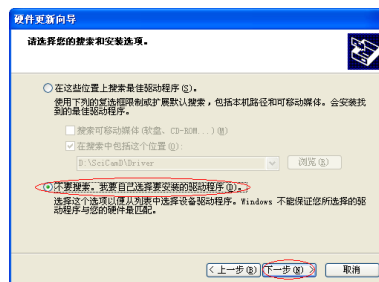 硬件更新向导
请选择您的搜索和安装选项。
在这些位置上搜索最佳驱动程序(S)。
使用下列的复选框限制或扩展默认搜索，包括本机路径和可移动媒体。会安装找
到的最佳驱动程序。
搜索可移动媒体(软盘、CD-ROM...)(M)
在搜索中包括这个位置(O):
D:\SciCamD\Driver
浏览(R)
不要搜索。我要自己选择要安装的驱动程序(D)。
选择这个选项以便从列表中选择设备驱动程序。Windows 不能保证您所选择的驱
动程序与您的硬件最匹配。
<上一步(B)
下一步(N)>
取消